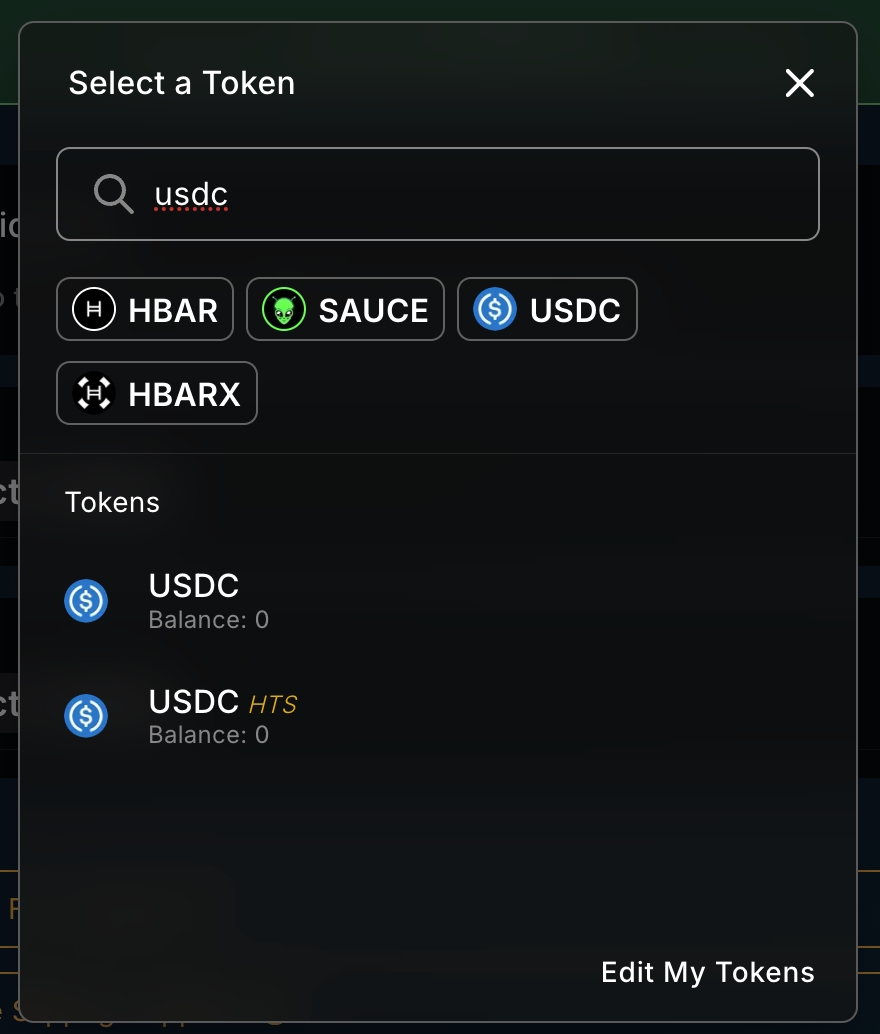 Select a Token
usdc
HBAR SAUCE USDC
HBARX
Tokens
USDC
Balance: 0
USDC HTS
Balance: 0
Edit My Tokens